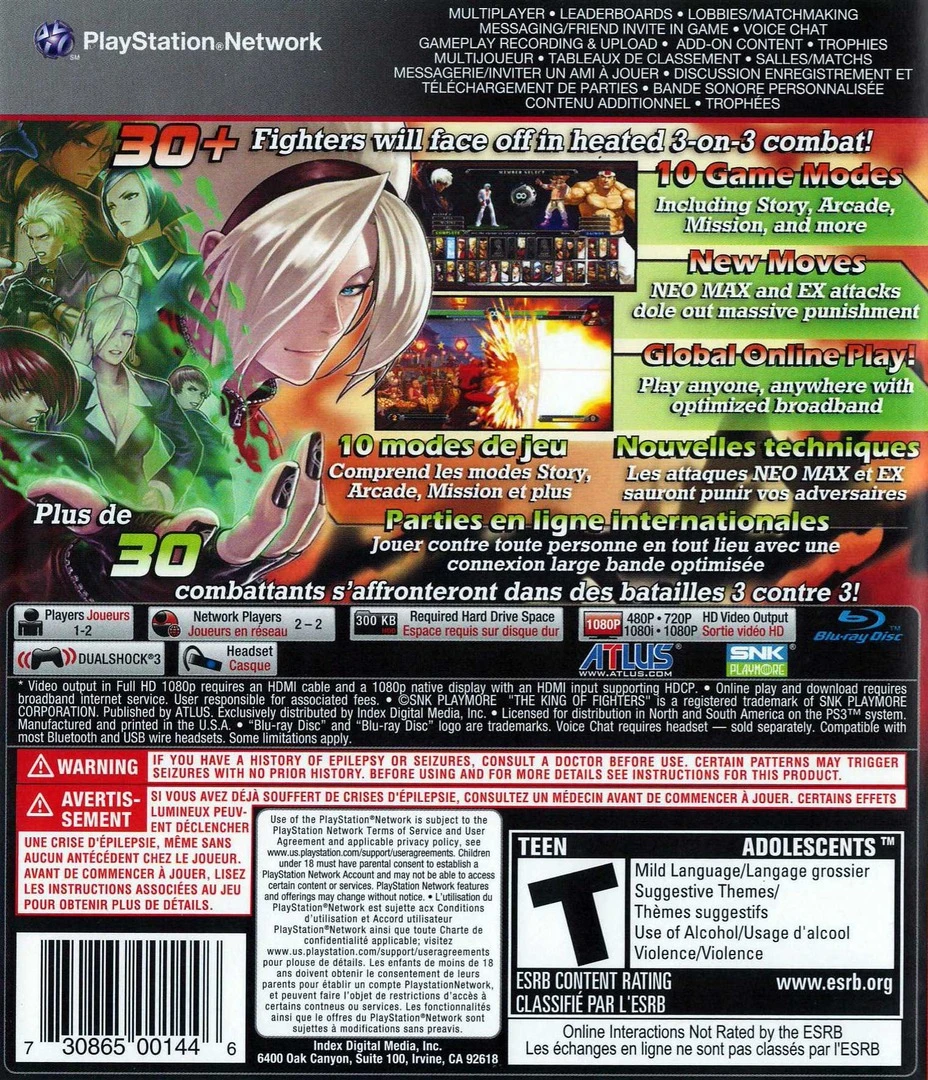 PlayStation®Network
SM
MULTIPLAYER • LEADERBOARDS • LOBBIES/MATCHMAKING
MESSAGING/FRIEND INVITE IN GAME • VOICE CHAT
GAMEPLAY RECORDING & UPLOAD • ADD-ON CONTENT • TROPHIES
MULTIJOUEUR • TABLEAUX DE CLASSEMENT • SALLES/MATCHS
MESSAGERIE/INVITER UN AMI À JOUER • DISCUSSION ENREGISTREMENT ET
TÉLÉCHARGEMENT DE PARTIES • BANDE SONORE PERSONNALISÉE
CONTENU ADDITIONNEL • TROPHÉES
30+ Fighters will face off in heated 3-on-3 combat!
10 Game Modes
Including Story, Arcade,
Mission, and more
New Moves
NEO MAX and EX attacks
dole out massive punishment
Global Online Play!
Play anyone, anywhere with
optimized broadband
10 modes de jeu
Comprend les modes Story,
Arcade, Mission et plus
Nouvelles techniques
Les attaques NEO MAX et EX
sauront punir vos adversaires
Parties en ligne internationales
Jouer contre toute personne en tout lieu avec une
connexion large bande optimisée
Plus de
30
combattants s'affronteront dans des batailles 3 contre 3!
Players Joueurs
1-2
Network Players
Joueurs en réseau 2 – 2
300 KB
HDD
Required Hard Drive Space
Espace requis sur disque dur
1080P
480P • 720P HD Video Output
1080i • 1080P Sortie vidéo HD
Blu-ray Disc™
DUALSHOCK®3
Headset
Casque
ATLUS®
WWW.ATLUS.COM
SNK
PLAYMORE
* Video output in Full HD 1080p requires an HDMI cable and a 1080p native display with an HDMI input supporting HDCP. • Online play and download requires
broadband internet service. User responsible for associated fees. • ©SNK PLAYMORE "THE KING OF FIGHTERS" is a registered trademark of SNK PLAYMORE
CORPORATION. Published by ATLUS. Exclusively distributed by Index Digital Media, Inc. • Licensed for distribution in North and South America on the PS3™ system.
Manufactured and printed in the U.S.A. • "Blu-ray Disc" and "Blu-ray Disc" logo are trademarks. Voice Chat requires headset — sold separately. Compatible with
most Bluetooth and USB wire headsets. Some limitations apply.
WARNING
IF YOU HAVE A HISTORY OF EPILEPSY OR SEIZURES, CONSULT A DOCTOR BEFORE USE. CERTAIN PATTERNS MAY TRIGGER
SEIZURES WITH NO PRIOR HISTORY. BEFORE USING AND FOR MORE DETAILS SEE INSTRUCTIONS FOR THIS PRODUCT.
AVERTIS-
SEMENT
SI VOUS AVEZ DÉJÀ SOUFFERT DE CRISES D'ÉPILEPSIE, CONSULTEZ UN MÉDECIN AVANT DE COMMENCER À JOUER. CERTAINS EFFETS
LUMINEUX PEUV-
ENT DÉCLENCHER
UNE CRISE D'ÉPILEPSIE, MÊME SANS
AUCUN ANTÉCÉDENT CHEZ LE JOUEUR.
AVANT DE COMMENCER À JOUER, LISEZ
LES INSTRUCTIONS ASSOCIÉES AU JEU
POUR OBTENIR PLUS DE DÉTAILS.
Use of the PlayStation®Network is subject to the
PlayStation Network Terms of Service and User
Agreement and applicable privacy policy, see
www.us.playstation.com/support/useragreements. Children
under 18 must have parental consent to establish a
PlayStation Network Account and may not be able to access
certain content or services. PlayStation Network features
and offerings may change without notice. • L'utilisation du
PlayStation®Network est sujette aux Conditions
d'utilisation et Accord utilisateur
PlayStation®Network ainsi que toute Charte de
confidentialité applicable; visitez
www.us.playstation.com/support/useragreements
pour plouse de détails. Les enfants de moins de 18
ans doivent obtenir le consentement de leurs
parents pour établir un compte PlaystationNetwork,
et peuvent faire l'objet de restrictions d'accès à
certains contneus ou services. Les fonctionnalités
ainsi que le offres du PlayStation®Network sont
sujettes à modifications sans preavis.
Index Digital Media, Inc.
6400 Oak Canyon, Suite 100, Irvine, CA 92618
7 30865 00144 6
TEEN
ADOLESCENTS™
T
Mild Language/Langage grossier
Suggestive Themes/
Thèmes suggestifs
Use of Alcohol/Usage d'alcool
Violence/Violence
ESRB CONTENT RATING
www.esrb.org
CLASSIFIÉ PAR L'ESRB
Online Interactions Not Rated by the ESRB
Les échanges en ligne ne sont pas classés par l'ESRB